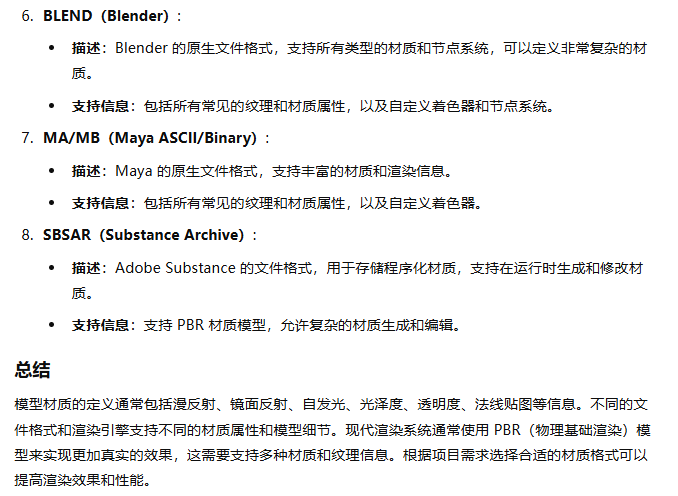 6. BLEND（Blender）:
• 描述：Blender 的原生文件格式，支持所有类型的材质和节点系统，可以定义非常复杂的材
质。
• 支持信息：包括所有常见的纹理和材质属性，以及自定义着色器和节点系统。
7. MA/MB（Maya ASCII/Binary）:
• 描述：Maya 的原生文件格式，支持丰富的材质和渲染信息。
• 支持信息：包括所有常见的纹理和材质属性，以及自定义着色器。
8. SBSAR（Substance Archive）:
• 描述：Adobe Substance 的文件格式，用于存储程序化材质，支持在运行时生成和修改材
质。
• 支持信息：支持 PBR 材质模型，允许复杂的材质生成和编辑。
总结
模型材质的定义通常包括漫反射、镜面反射、自发光、光泽度、透明度、法线贴图等信息。不同的文
件格式和渲染引擎支持不同的材质属性和模型细节。现代渲染系统通常使用 PBR（物理基础渲染）模
型来实现更加真实的效果，这需要支持多种材质和纹理信息。根据项目需求选择合适的材质格式可以
提高渲染效果和性能。